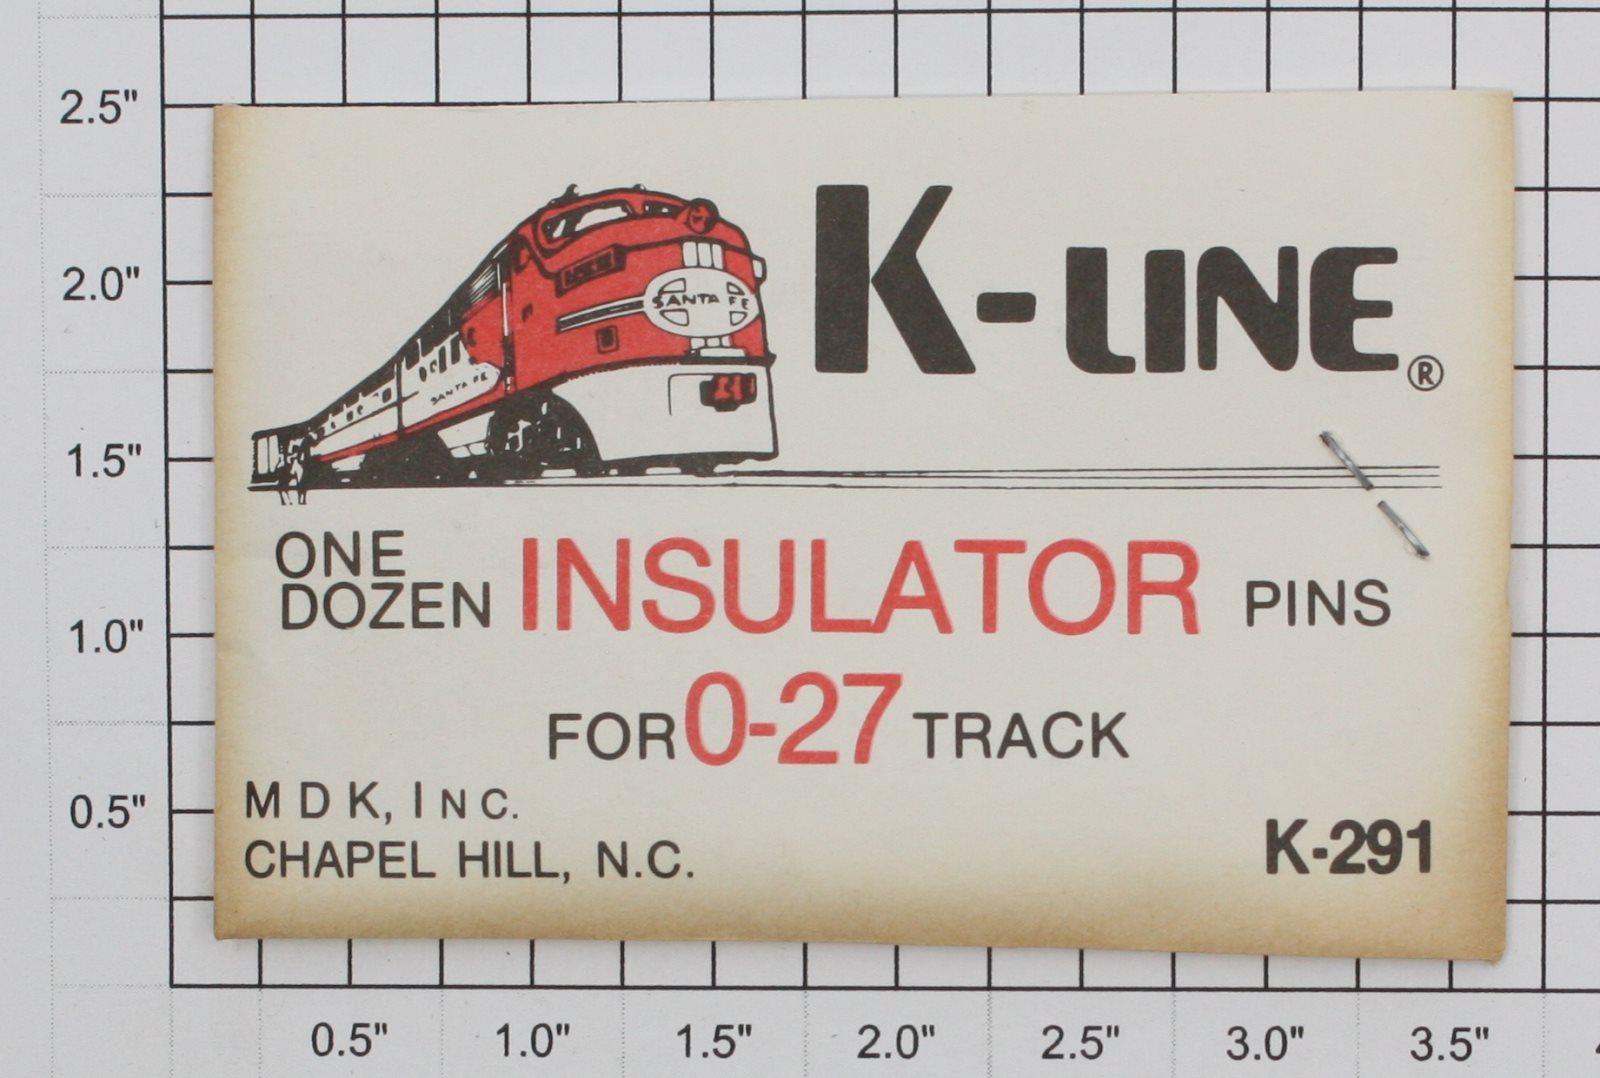 2.5"
2.0"
1.5"
1.0"
0.5"
K-LINE®
SANTA FE
SANTA FE
ONE DOZEN INSULATOR PINS
FOR 0-27 TRACK
M D K, INC.
CHAPEL HILL, N.C.
K-291
0.5" 1.0" 1.5" 2.0" 2.5" 3.0" 3.5"